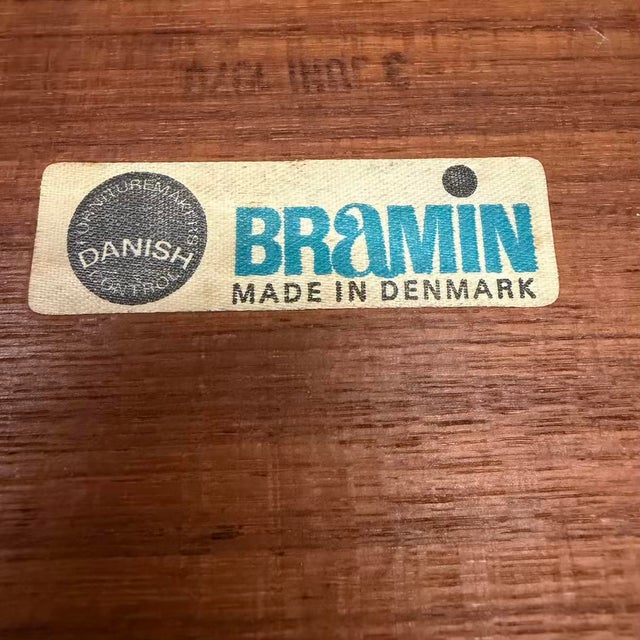 FURNITUREMAKERS
DANISH
CONTROL
BRAMIN
MADE IN DENMARK